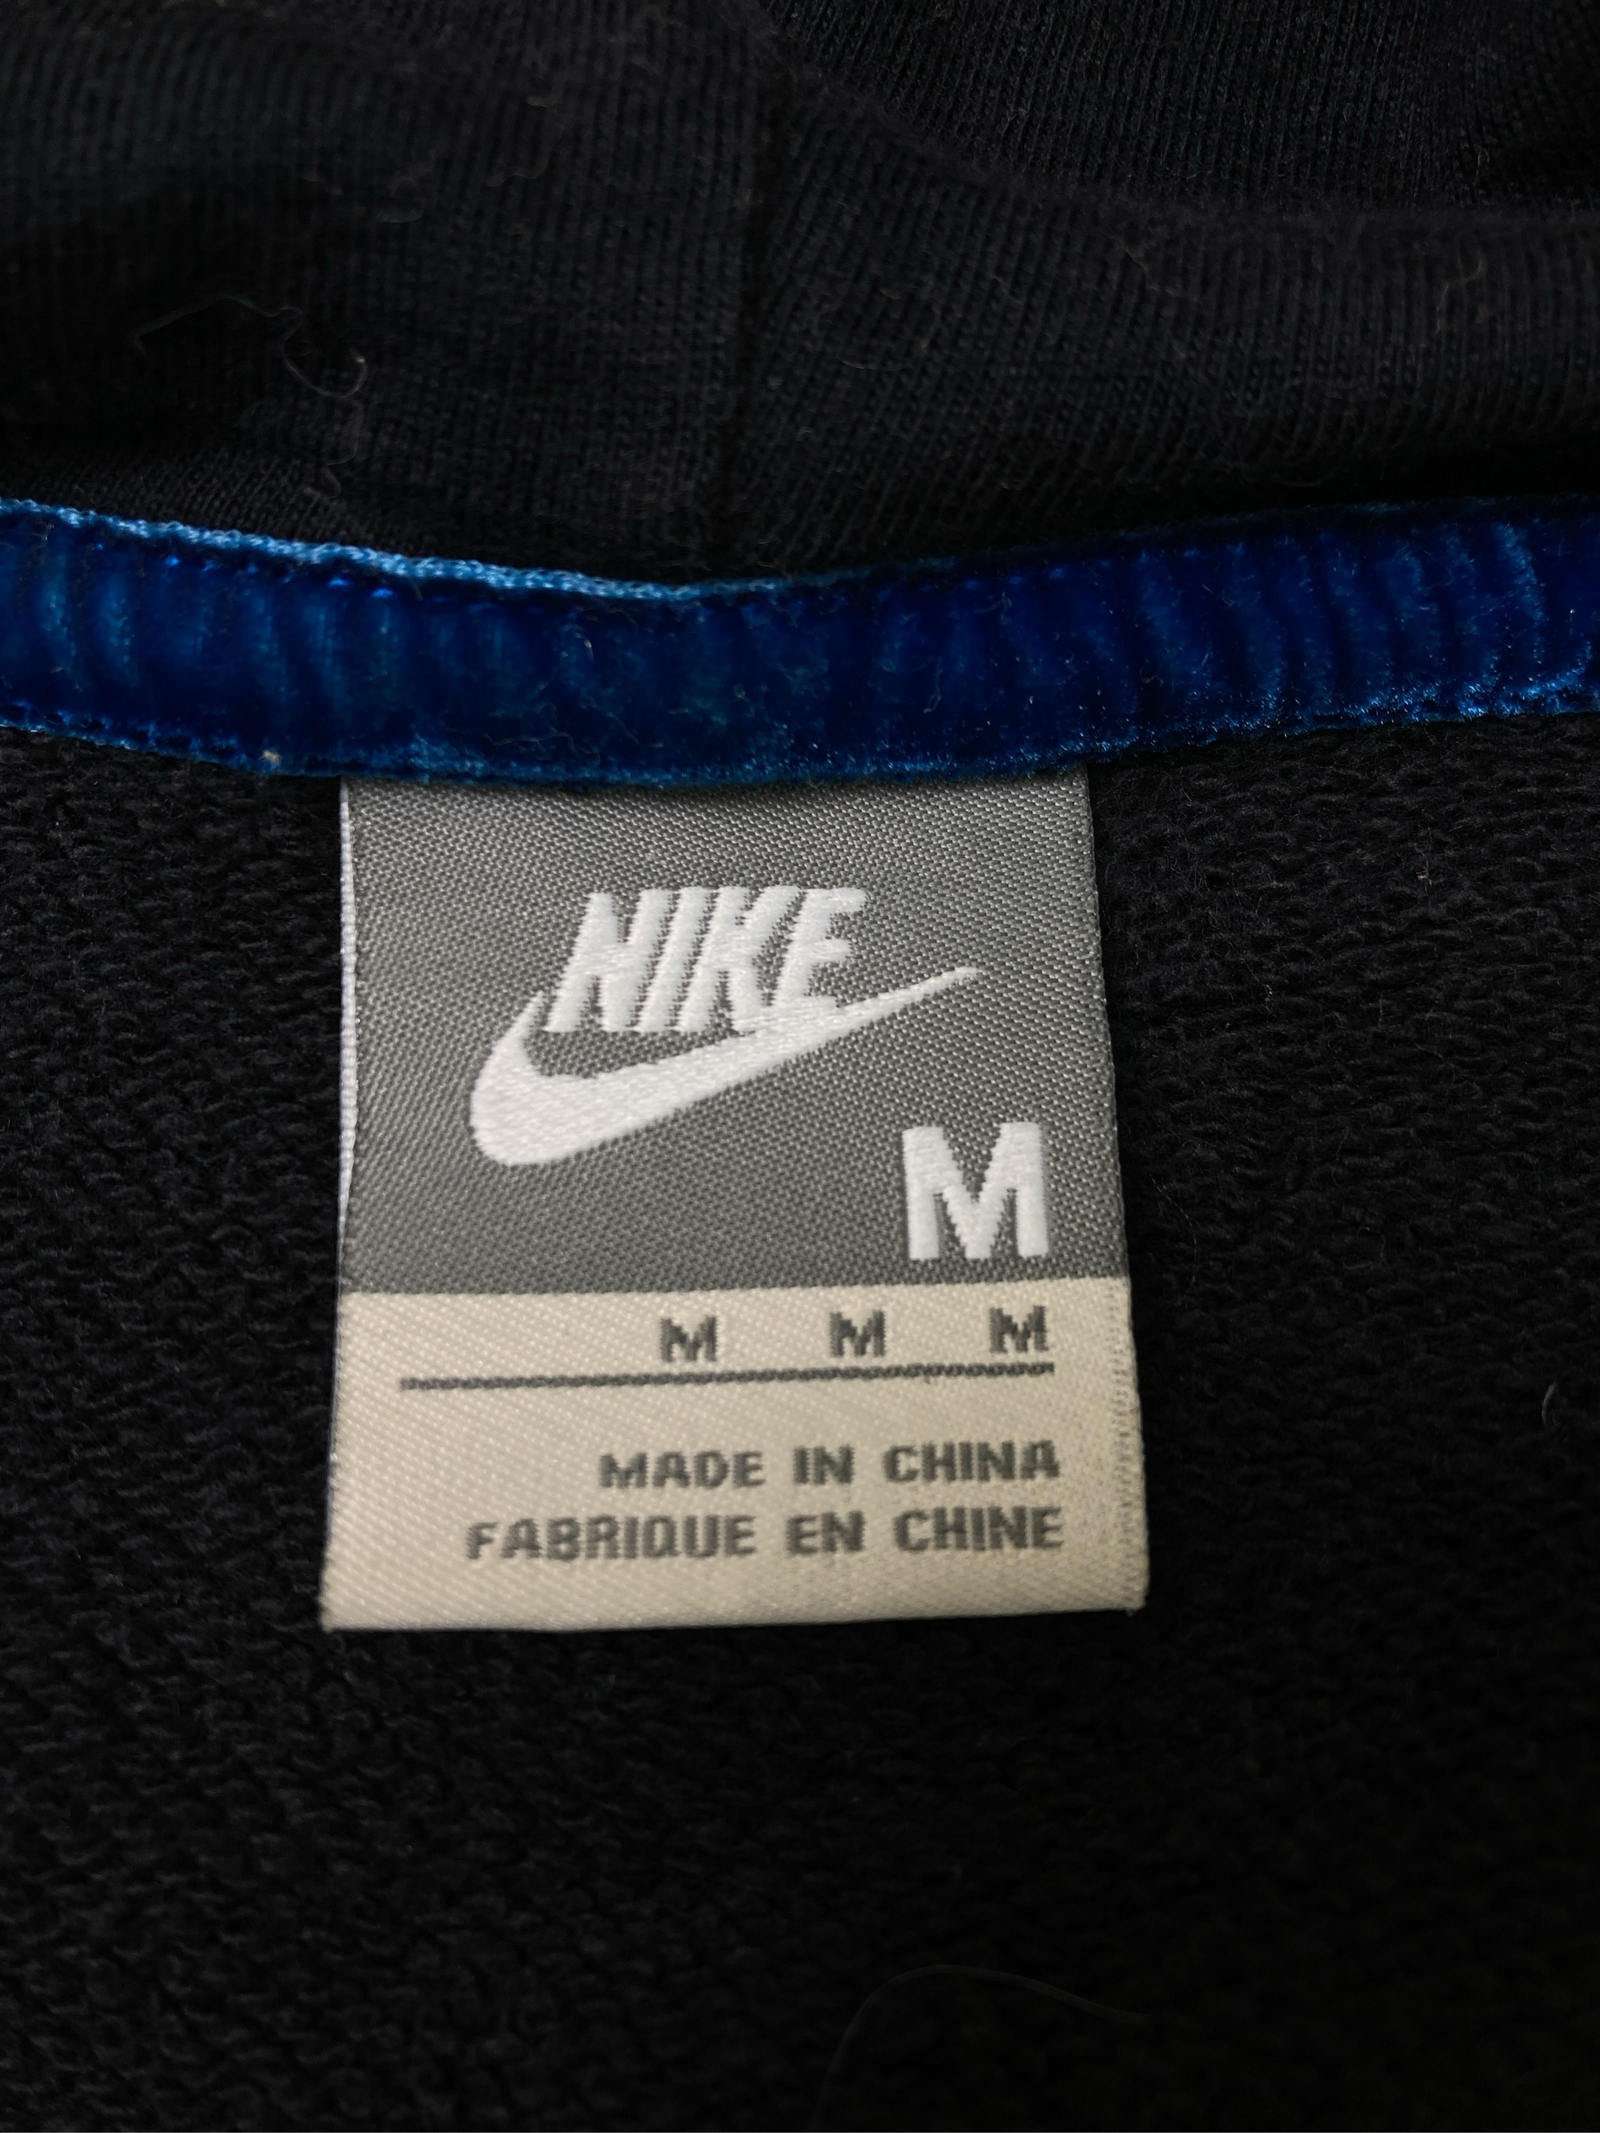 NIKE
M
M M M
MADE IN CHINA
FABRIQUE EN CHINE